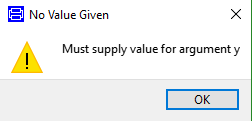 No Value Given
Must supply value for argument y
OK